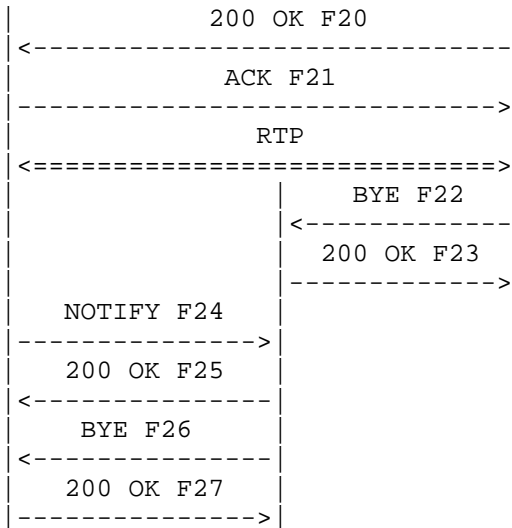 200 OK F20
ACK F21
RTP
BYE F22
200 OK F23
NOTIFY F24
200 OK F25
BYE F26
200 OK F27